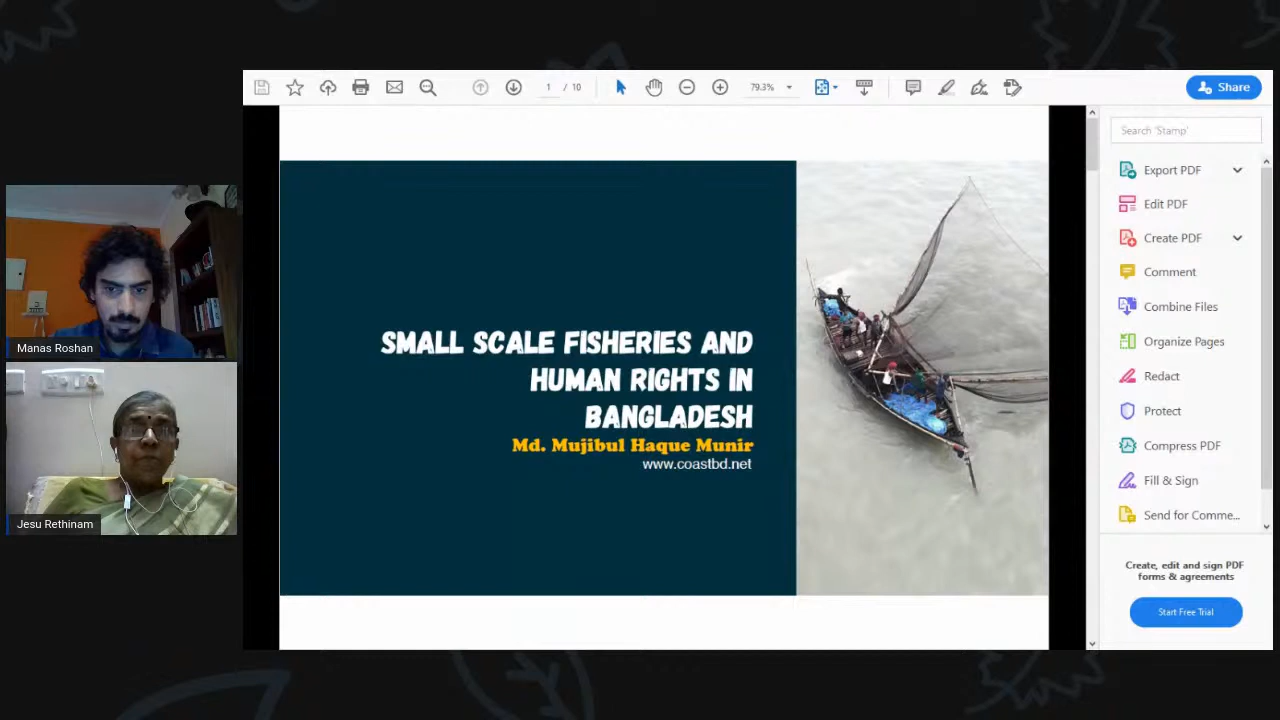 1 / 10
79.3%
Share
Search 'Stamp'
Export PDF
Edit PDF
Create PDF
Comment
Combine Files
Organize Pages
Redact
Protect
Compress PDF
Fill & Sign
Send for Comme...
Create, edit and sign PDF
forms & agreements
Start Free Trial
SMALL SCALE FISHERIES AND
HUMAN RIGHTS IN
BANGLADESH
Md. Mujibul Haque Munir
www.coastbd.net
Manas Roshan
Jesu Rethinam